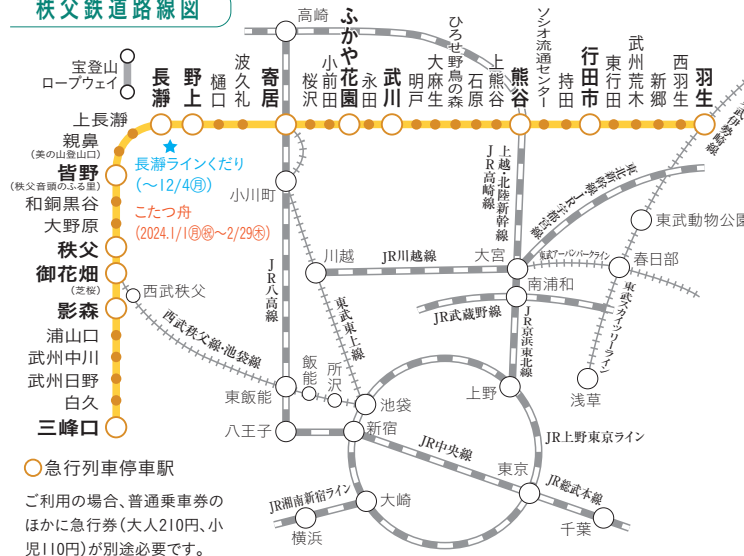 秩父鉄道路線図
宝登山
ロープウェイ
高崎
長瀞
野上
樋口
波久礼
寄居
桜沢
小前田
ふかや花園
永田
武川
明戸
大麻生
ひろせ野鳥の森
石原
上熊谷
熊谷
ソシオ流通センター
持田
行田市
東行田
武州荒木
新郷
西羽生
羽生
上長瀞
親鼻
(美の山登山口)
皆野
(秩父音頭のふる里)
和銅黒谷
大野原
秩父
御花畑
(芝桜)
影森
浦山口
武州中川
武州日野
白久
三峰口
★
長瀞ラインくだり
(～12/4㊊)
こたつ舟
(2024.1/1㊊㊗～2/29㊍)
小川町
JR八高線
西武秩父
西武秩父線・池袋線
東飯能
飯能
所沢
八王子
川越
JR川越線
東武東上線
池袋
新宿
上越・北陸新幹線
JR高崎線
東北新幹線
JR宇都宮線
東武伊勢崎線
東武動物公園
大宮
東武アーバンパークライン
春日部
南浦和
JR武蔵野線
JR京浜東北線
東武スカイツリーライン
上野
浅草
JR上野東京ライン
JR中央線
東京
JR総武本線
千葉
JR湘南新宿ライン
大崎
横浜
急行列車停車駅
ご利用の場合、普通乗車券の
ほかに急行券(大人210円、小
児110円)が別途必要です。